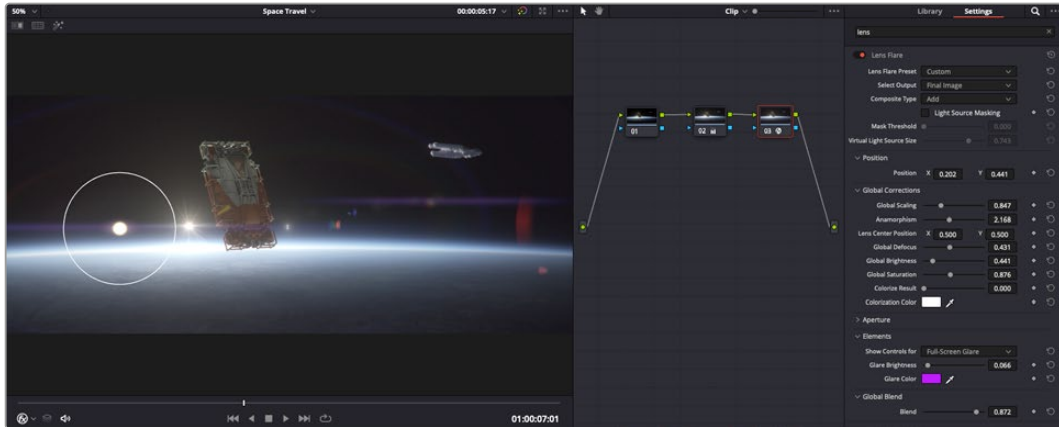 50%
Space Travel
00:00:05:17
Clip
Library
Settings
lens
Lens Flare
Lens Flare Preset Custom
Select Output Final Image
Composite Type Add
Light Source Masking
Mask Threshold 0.000
Virtual Light Source Size 0.745
Position
Position X 0.202 Y 0.441
Global Corrections
Global Scaling 0.847
Anamorphism 2.168
Lens Center Position X 0.500 Y 0.500
Global Defocus 0.431
Global Brightness 0.441
Global Saturation 0.876
Colorize Result 0.000
Colorization Color
Aperture
Elements
Show Controls for Full-Screen Glare
Glare Brightness 0.066
Glare Color
Global Blend
Blend 0.872
01
02
03
01:00:07:01